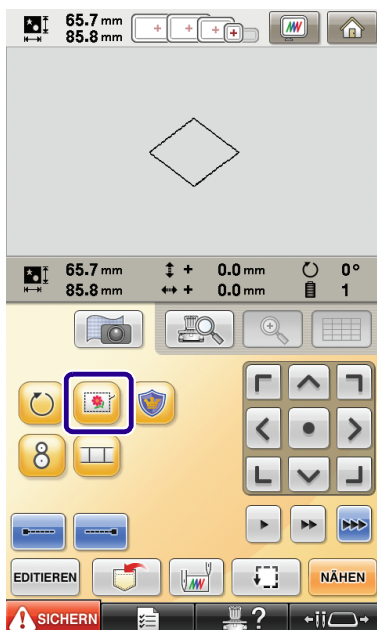 65.7 mm
85.8 mm
65.7 mm + 0.0 mm 0°
85.8 mm + 0.0 mm 1
8
EDITIEREN NÄHEN
SICHERN ?